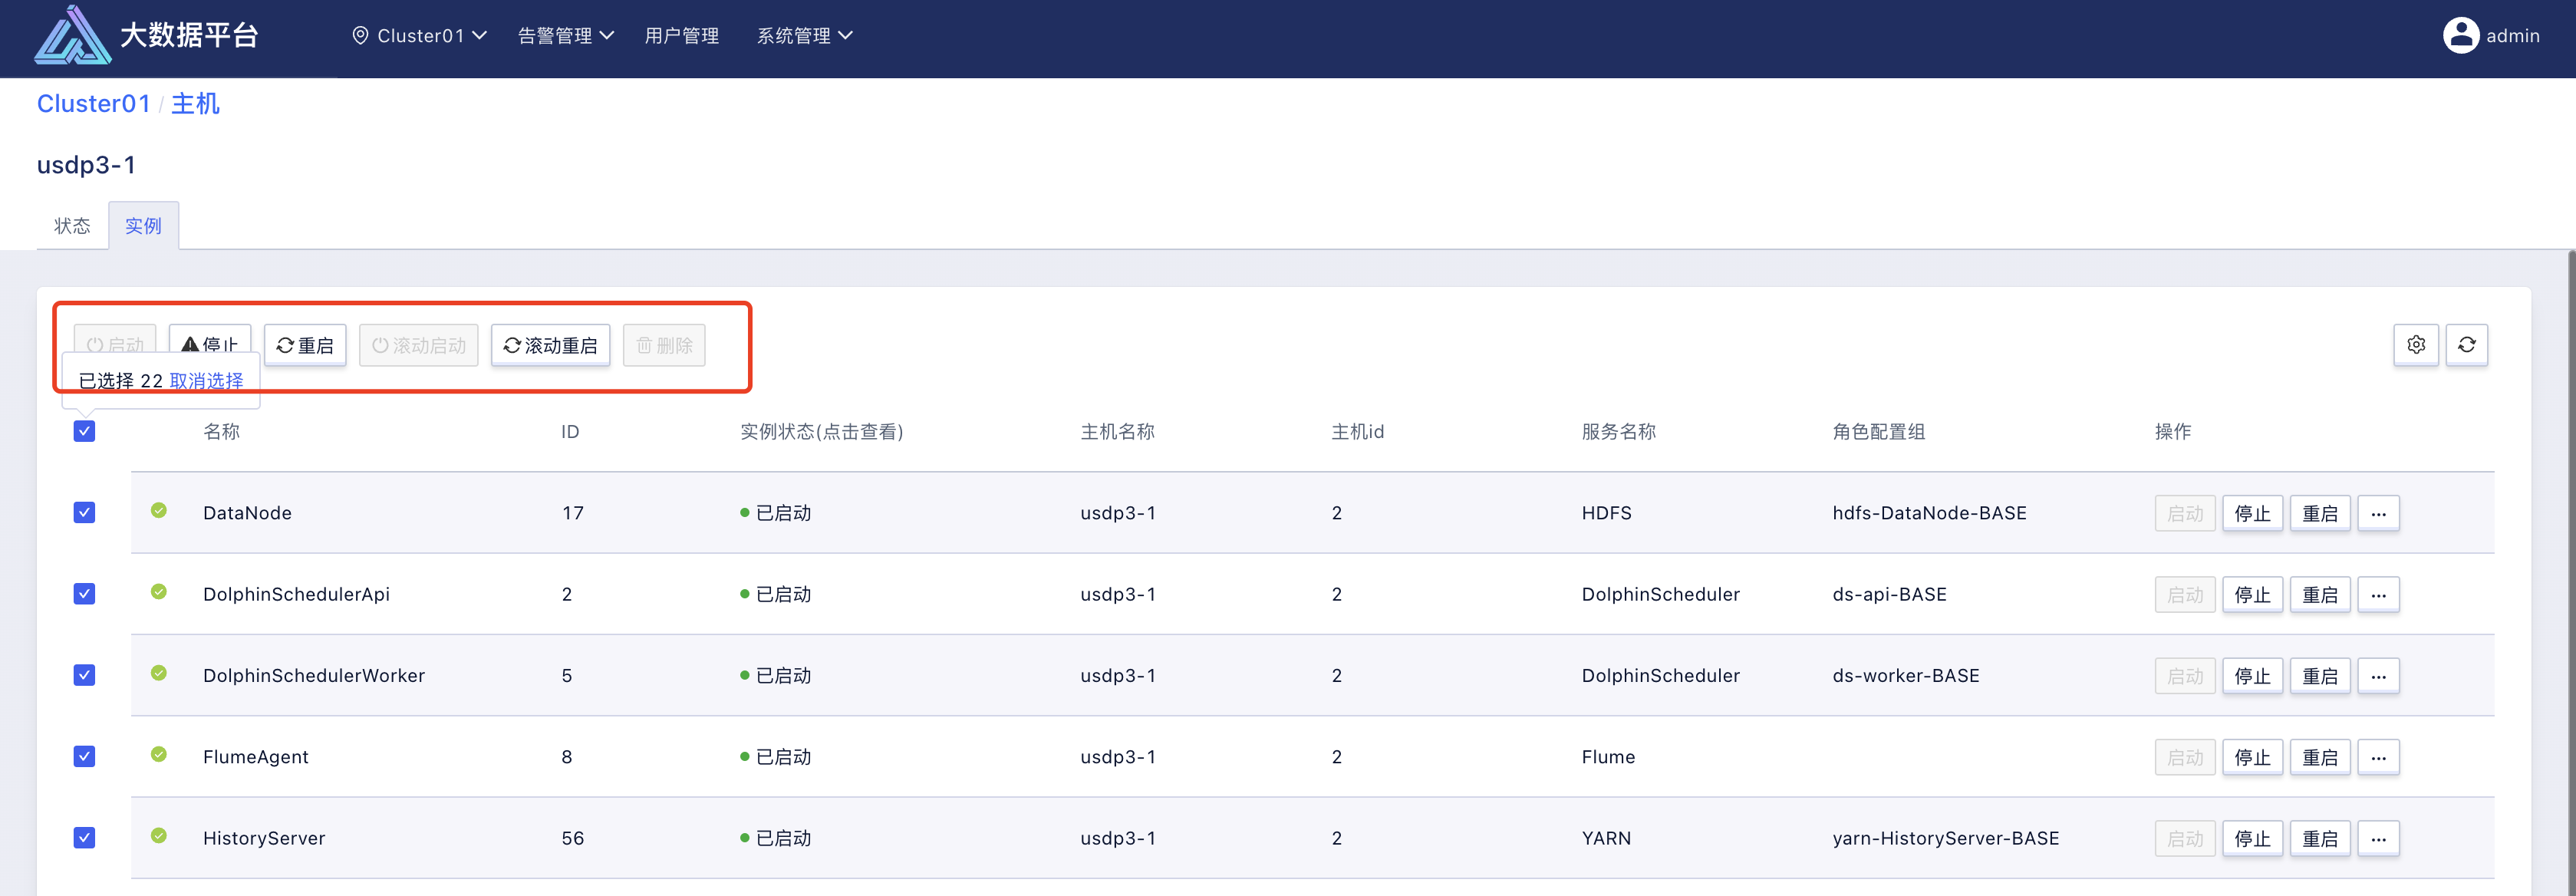 大数据平台 Cluster01 告警管理 用户管理 系统管理 admin
Cluster01 / 主机
usdp3-1
状态 实例
启动 停止 重启 滚动启动 滚动重启 删除
已选择 22 取消选择
名称 ID 实例状态(点击查看) 主机名称 主机id 服务名称 角色配置组 操作
DataNode 17 已启动 usdp3-1 2 HDFS hdfs-DataNode-BASE 启动 停止 重启 ...
DolphinSchedulerApi 2 已启动 usdp3-1 2 DolphinScheduler ds-api-BASE 启动 停止 重启 ...
DolphinSchedulerWorker 5 已启动 usdp3-1 2 DolphinScheduler ds-worker-BASE 启动 停止 重启 ...
FlumeAgent 8 已启动 usdp3-1 2 Flume 启动 停止 重启 ...
HistoryServer 56 已启动 usdp3-1 2 YARN yarn-HistoryServer-BASE 启动 停止 重启 ...